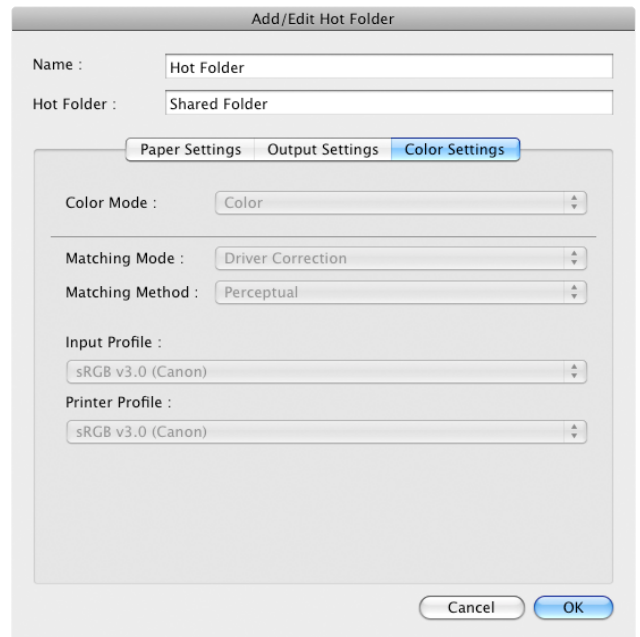 Add/Edit Hot Folder
Name : Hot Folder
Hot Folder : Shared Folder
Paper Settings Output Settings Color Settings
Color Mode : Color
Matching Mode : Driver Correction
Matching Method : Perceptual
Input Profile :
sRGB v3.0 (Canon)
Printer Profile :
sRGB v3.0 (Canon)
Cancel OK